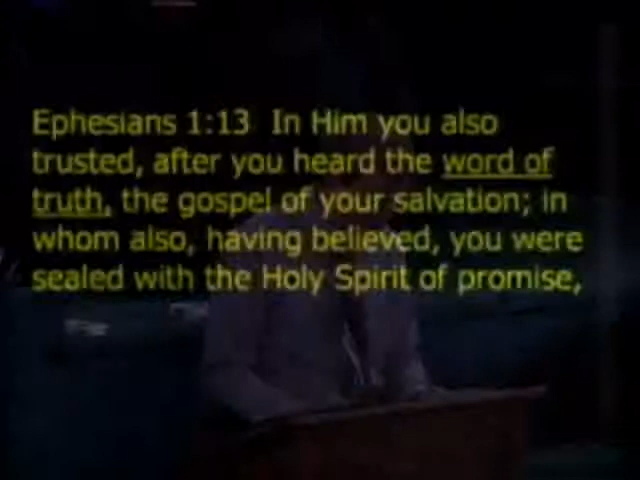 Ephesians 1:13 In Him you also
trusted, after you heard the word of
truth, the gospel of your salvation; in
whom also, having believed, you were
sealed with the Holy Spirit of promise,